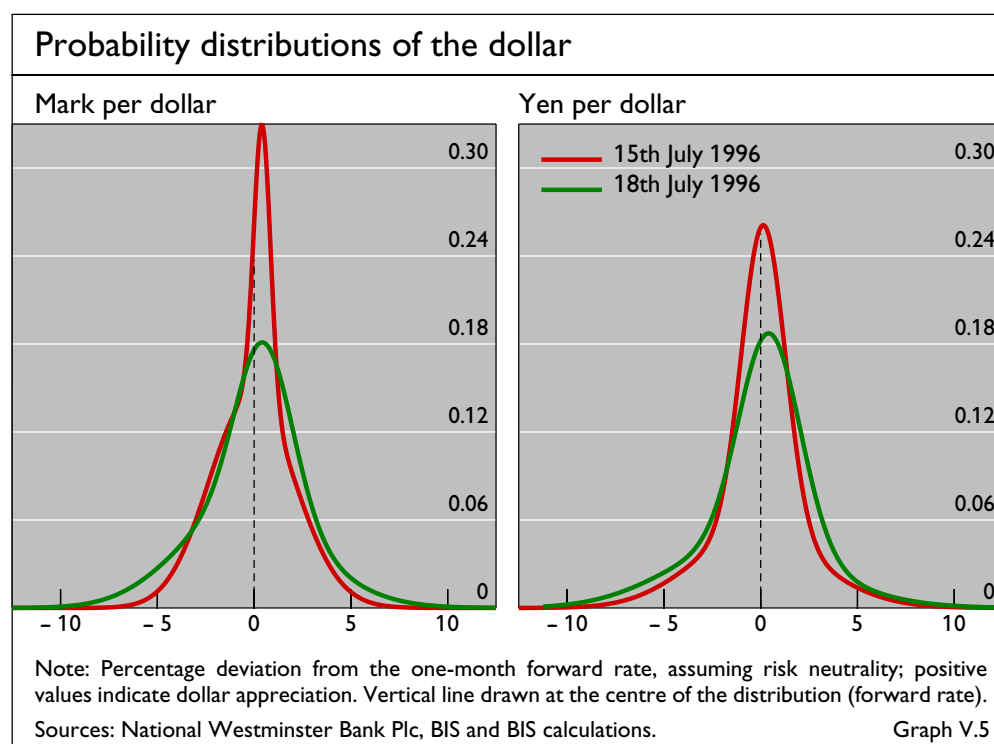 Probability distributions of the dollar
Mark per dollar
0.30
0.24
0.18
0.12
0.06
0
– 10 – 5 0 5 10
Yen per dollar
15th July 1996
18th July 1996
0.30
0.24
0.18
0.12
0.06
0
– 10 – 5 0 5 10
Note: Percentage deviation from the one-month forward rate, assuming risk neutrality; positive
values indicate dollar appreciation. Vertical line drawn at the centre of the distribution (forward rate).
Sources: National Westminster Bank Plc, BIS and BIS calculations. Graph V.5